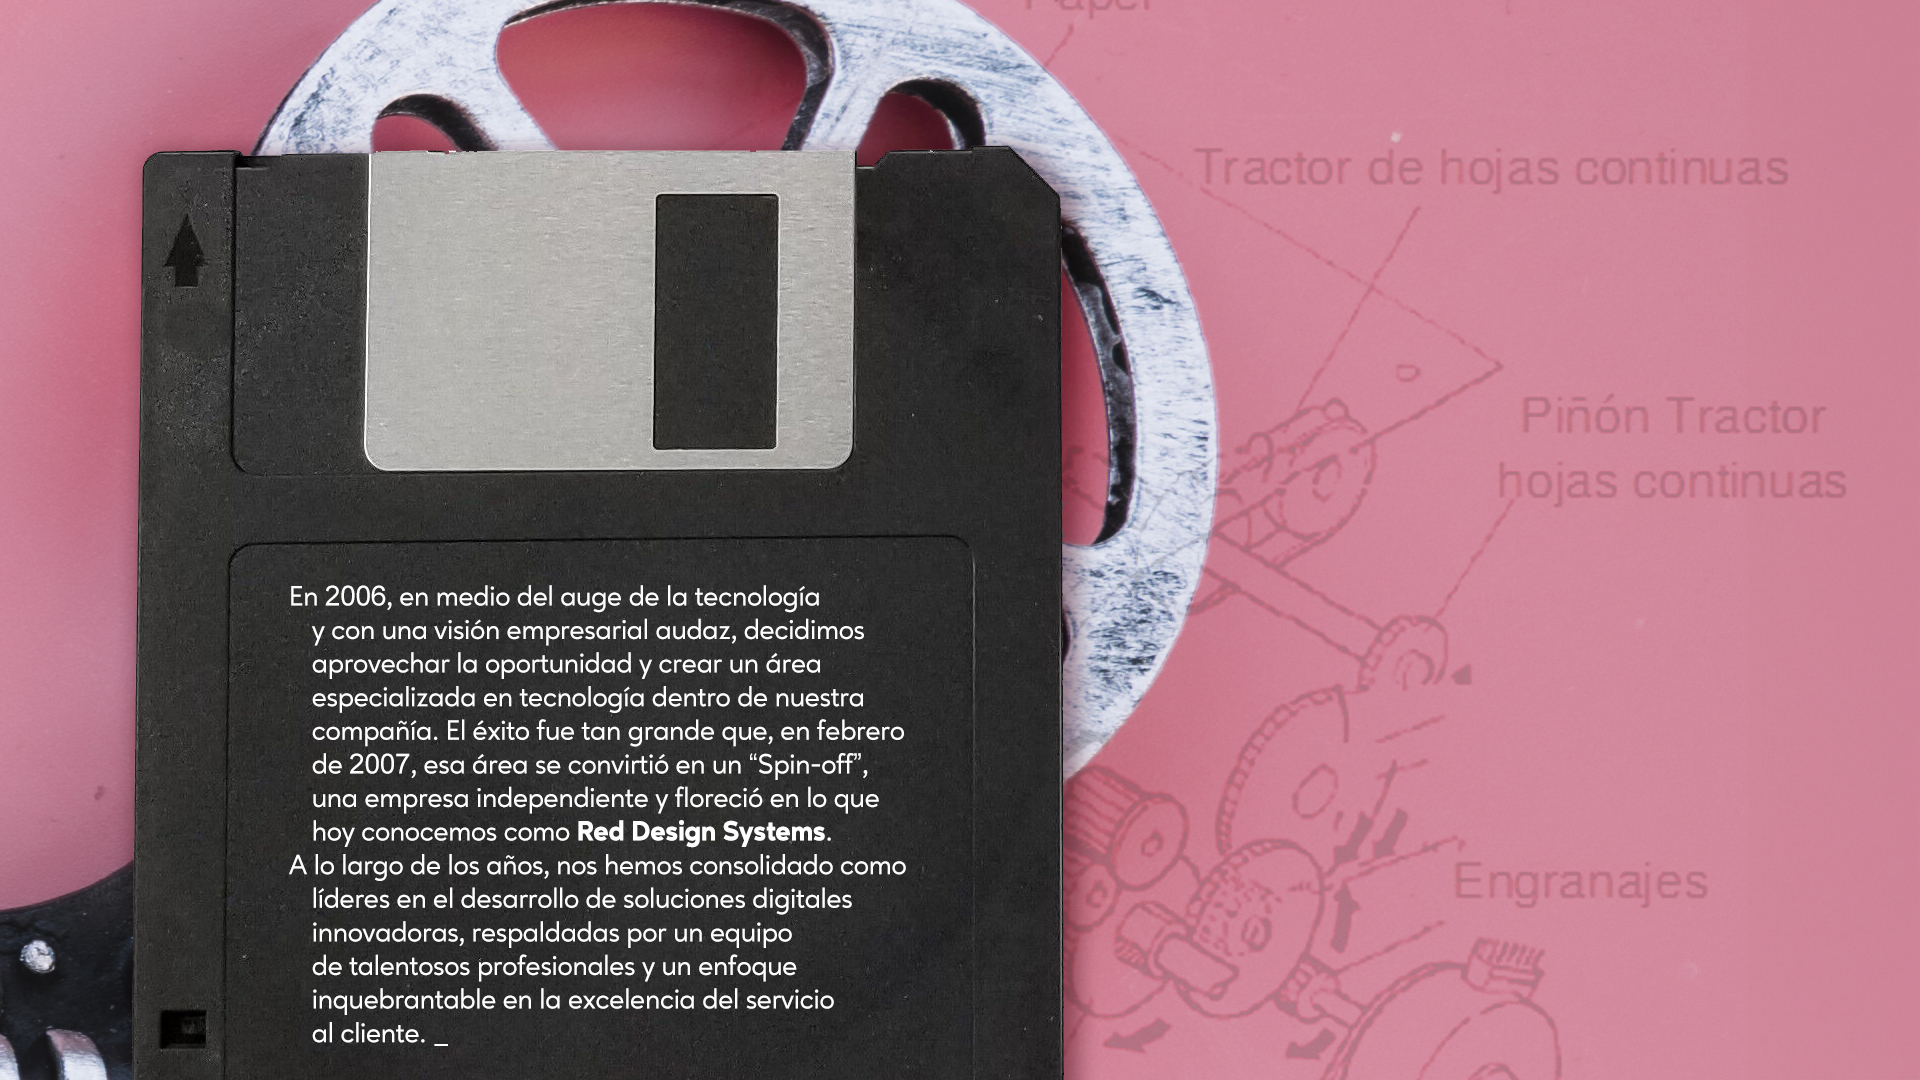 Papel
Tractor de hojas continuas
Piñón Tractor
hojas continuas
Engranajes
En 2006, en medio del auge de la tecnología
y con una visión empresarial audaz, decidimos
aprovechar la oportunidad y crear un área
especializada en tecnología dentro de nuestra
compañía. El éxito fue tan grande que, en febrero
de 2007, esa área se convirtió en un “Spin-off”,
una empresa independiente y floreció en lo que
hoy conocemos como Red Design Systems.
A lo largo de los años, nos hemos consolidado como
líderes en el desarrollo de soluciones digitales
innovadoras, respaldadas por un equipo
de talentosos profesionales y un enfoque
inquebrantable en la excelencia del servicio
al cliente. _